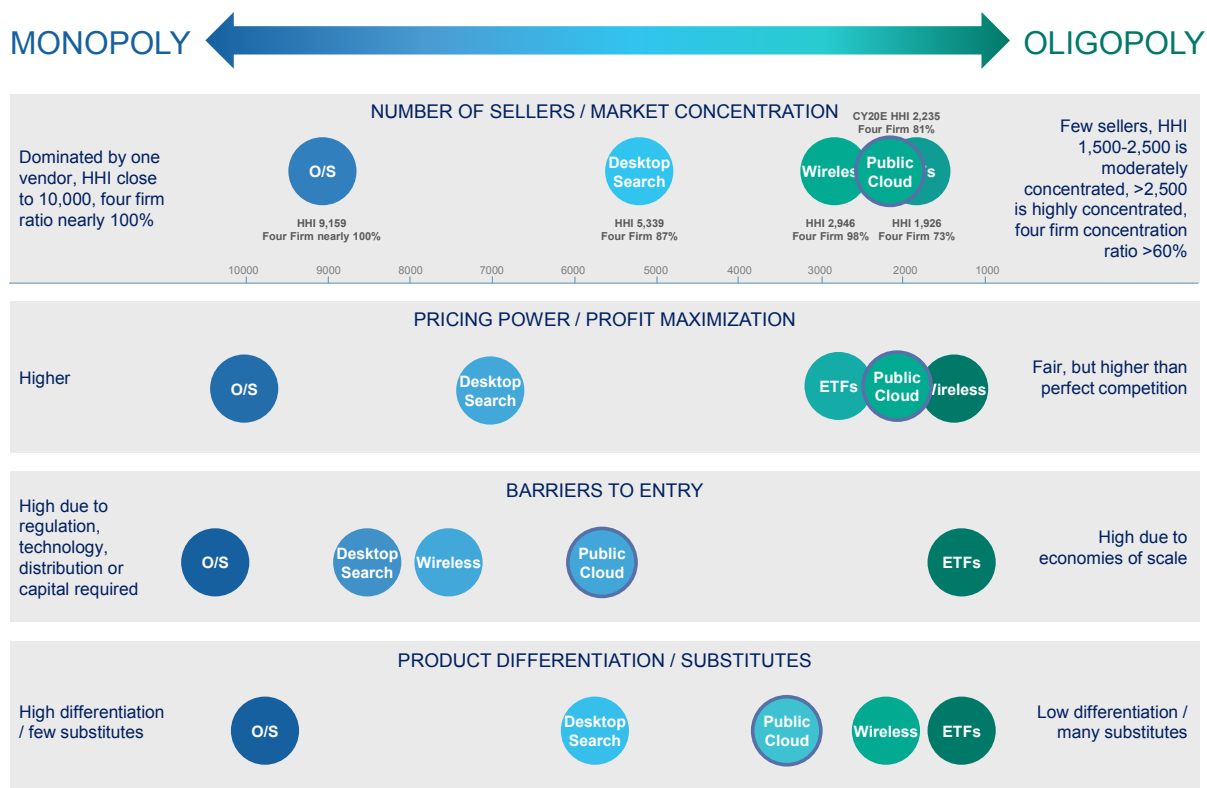 MONOPOLY
OLIGOPOLY
NUMBER OF SELLERS / MARKET CONCENTRATION
Dominated by one
vendor, HHI close
to 10,000, four firm
ratio nearly 100%
O/S
HHI 9,159
Four Firm nearly 100%
Desktop
Search
HHI 5,339
Four Firm 87%
Wireles
HHI 2,946
Four Firm 98%
CY20E HHI 2,235
Four Firm 81%
Public
Cloud
s
HHI 1,926
Four Firm 73%
Few sellers, HHI
1,500-2,500 is
moderately
concentrated, >2,500
is highly concentrated,
four firm concentration
ratio >60%
10000 9000 8000 7000 6000 5000 4000 3000 2000 1000
PRICING POWER / PROFIT MAXIMIZATION
Higher
O/S
Desktop
Search
ETFs
Public
Cloud
ireless
Fair, but higher than
perfect competition
BARRIERS TO ENTRY
High due to
regulation,
technology,
distribution or
capital required
O/S
Desktop
Search
Wireless
Public
Cloud
ETFs
High due to
economies of scale
PRODUCT DIFFERENTIATION / SUBSTITUTES
High differentiation
/ few substitutes
O/S
Desktop
Search
Public
Cloud
Wireless
ETFs
Low differentiation /
many substitutes